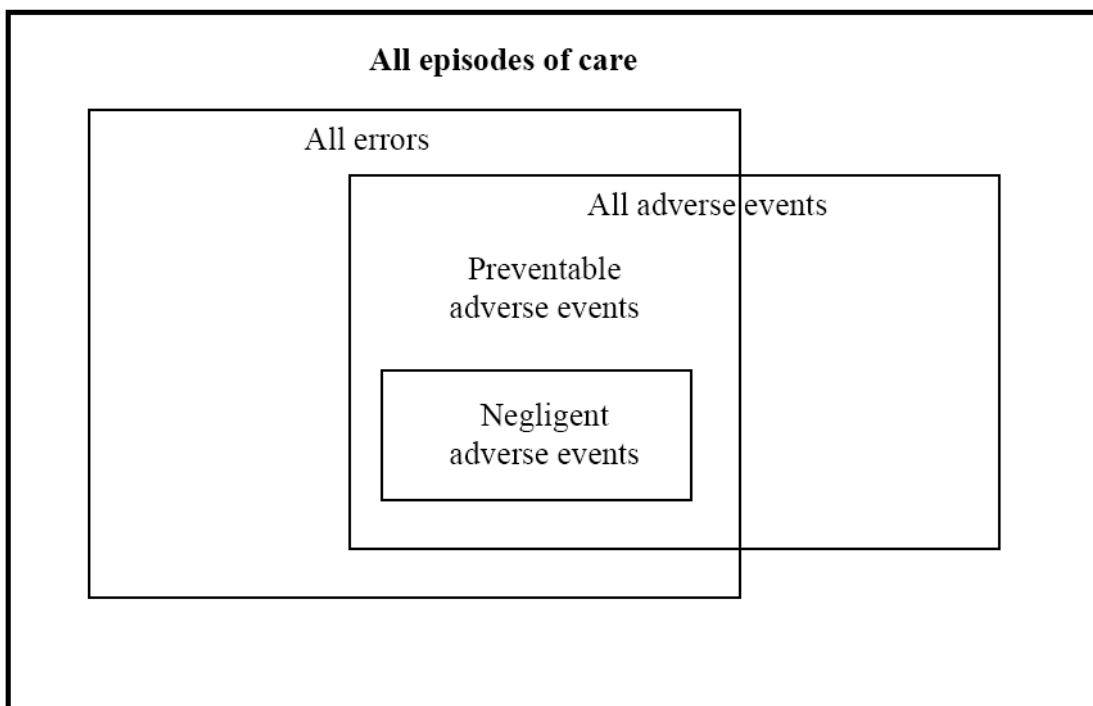 All episodes of care
All errors
All adverse events
Preventable
adverse events
Negligent
adverse events